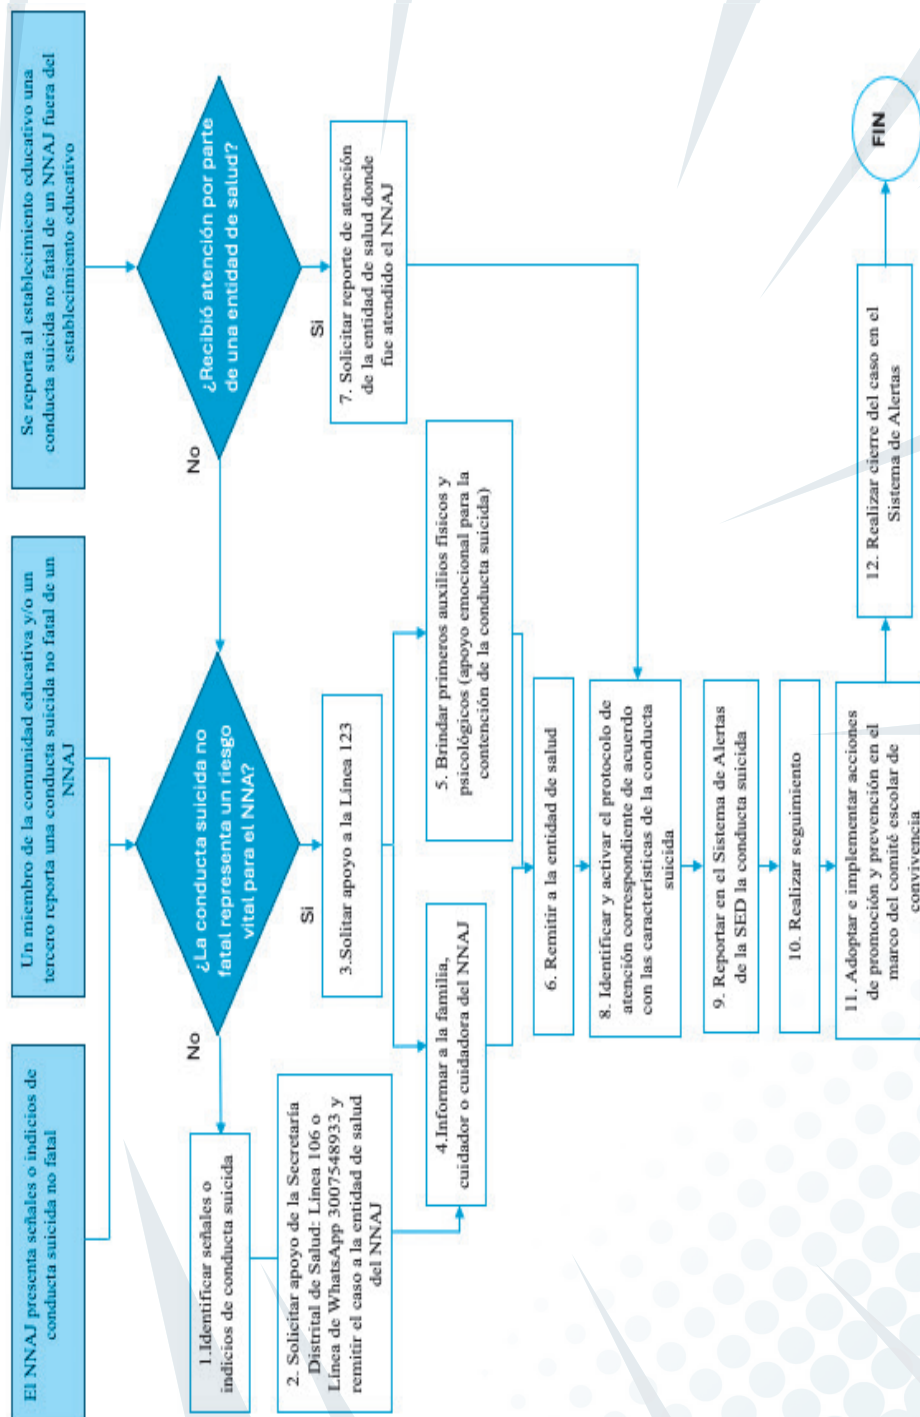 El NNAJ presenta señales o indicios de
conducta suicida no fatal
Un miembro de la comunidad educativa y/o un
tercero reporta una conducta suicida no fatal de un
NNAJ
Se reporta al establecimiento educativo una
conducta suicida no fatal de un NNAJ fuera del
establecimiento educativo
¿La conducta suicida no
fatal representa un riesgo
vital para el NNA?
¿Recibió atención por parte
de una entidad de salud?
No
No
Si
Si
1.Identificar señales o
indicios de conducta suicida
2. Solicitar apoyo de la Secretaría
Distrital de Salud: Línea 106 o
Línea de WhatsApp 3007548933 y
remitir el caso a la entidad de salud
del NNAJ
3.Solitar apoyo a la Línea 123
7. Solicitar reporte de atención
de la entidad de salud donde
fue atendido el NNAJ
4.Informar a la familia,
cuidador o cuidadora del NNAJ
5. Brindar primeros auxilios físicos y
psicológicos (apoyo emocional para la
contención de la conducta suicida)
6. Remitir a la entidad de salud
8. Identificar y activar el protocolo de
atención correspondiente de acuerdo
con las características de la conducta
suicida
9. Reportar en el Sistema de Alertas
de la SED la conducta suicida
10. Realizar seguimiento
11. Adoptar e implementar acciones
de promoción y prevención en el
marco del comité escolar de
convivencia
12. Realizar cierre del caso en el
Sistema de Alertas
FIN